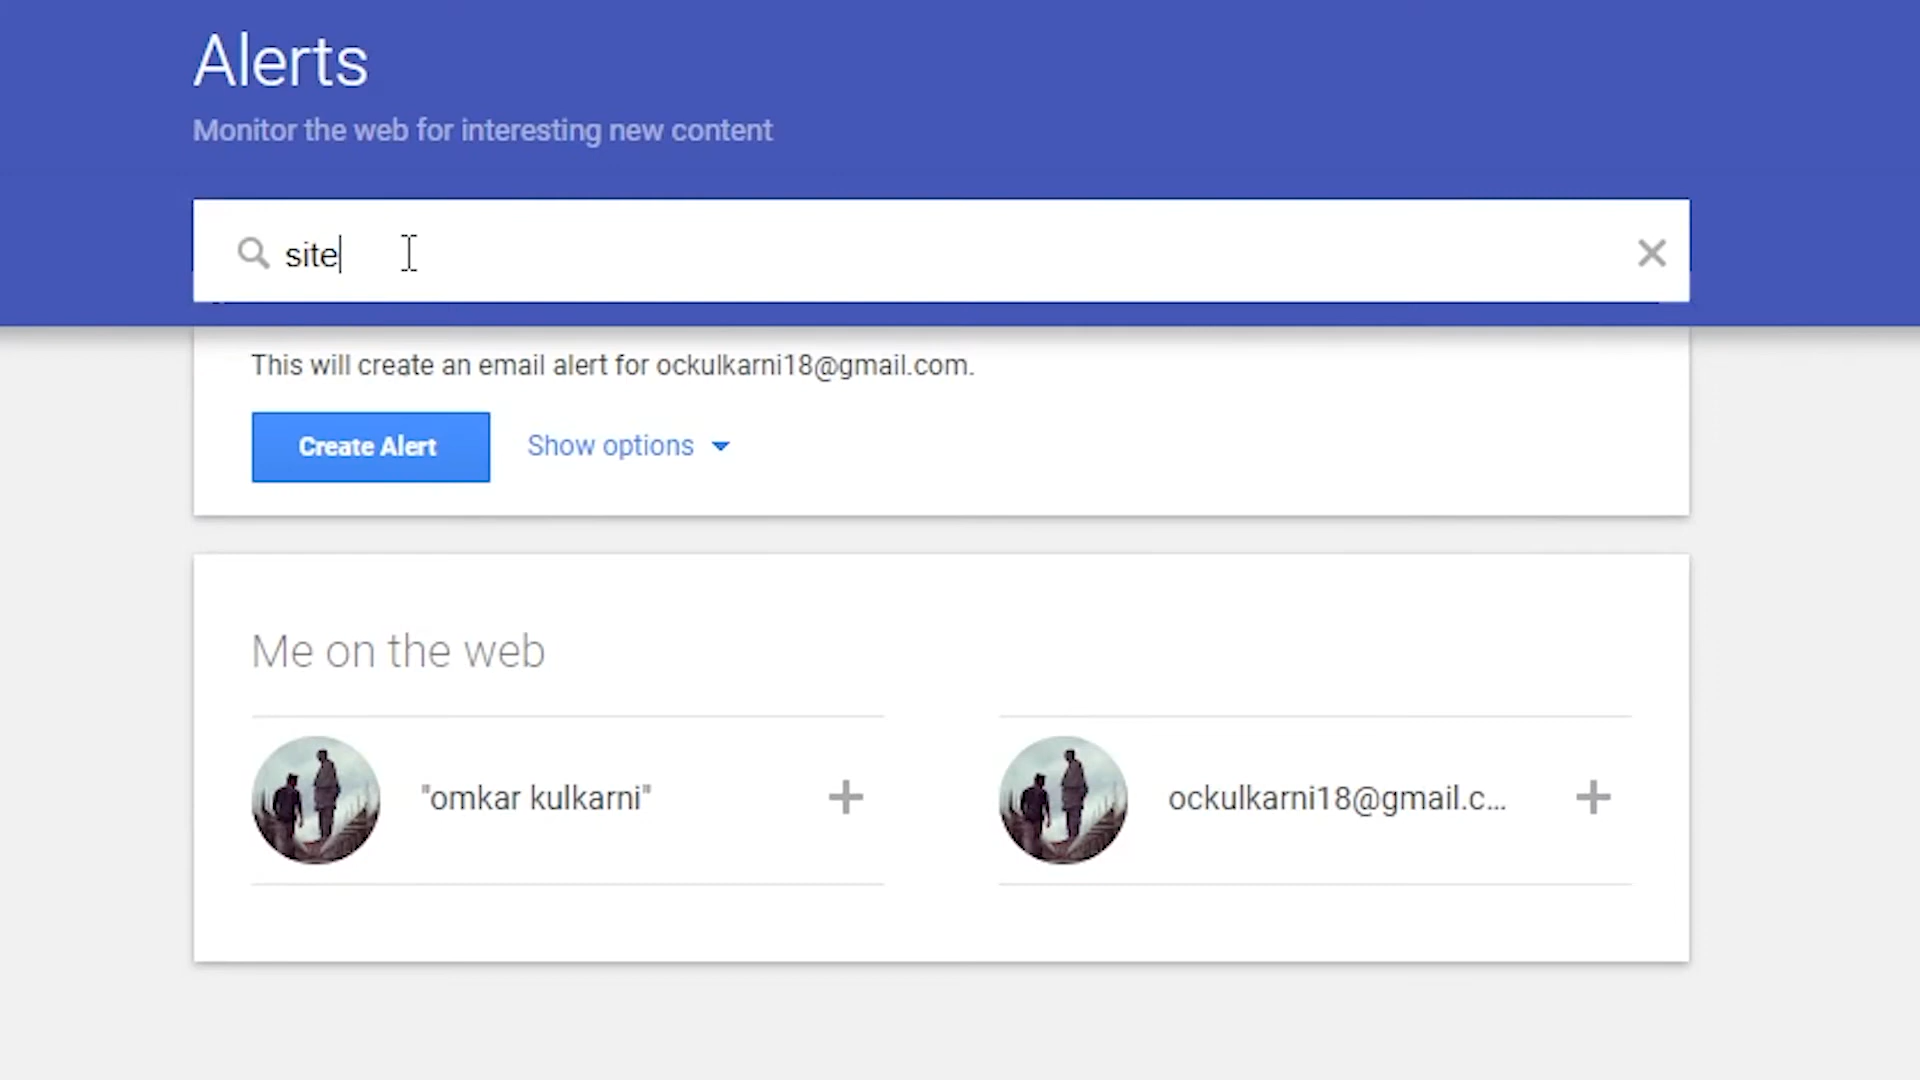 Alerts
Monitor the web for interesting new content
site
This will create an email alert for ockulkarni18@gmail.com.
Create Alert Show options
Me on the web
"omkar kulkarni" ockulkarni18@gmail.c...